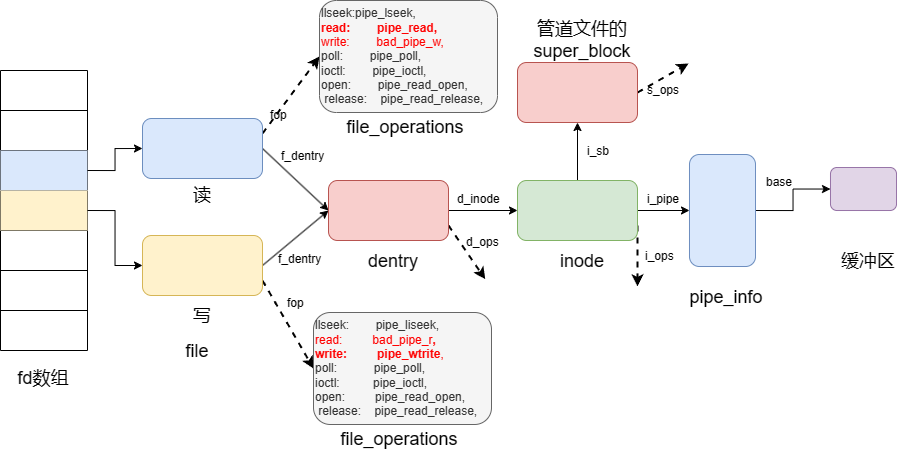 llseek:pipe_lseek,
read: pipe_read,
write: bad_pipe_w,
poll: pipe_poll,
ioctl: pipe_ioctl,
open: pipe_read_open,
release: pipe_read_release,
file_operations
管道文件的
super_block
s_ops
fop
f_dentry
i_sb
读
d_inode
i_pipe
base
d_ops
i_ops
dentry
inode
缓冲区
f_dentry
pipe_info
写
fop
file
fd数组
llseek: pipe_liseek,
read: bad_pipe_r,
write: pipe_wtrite,
poll: pipe_poll,
ioctl: pipe_ioctl,
open: pipe_read_open,
release: pipe_read_release,
file_operations